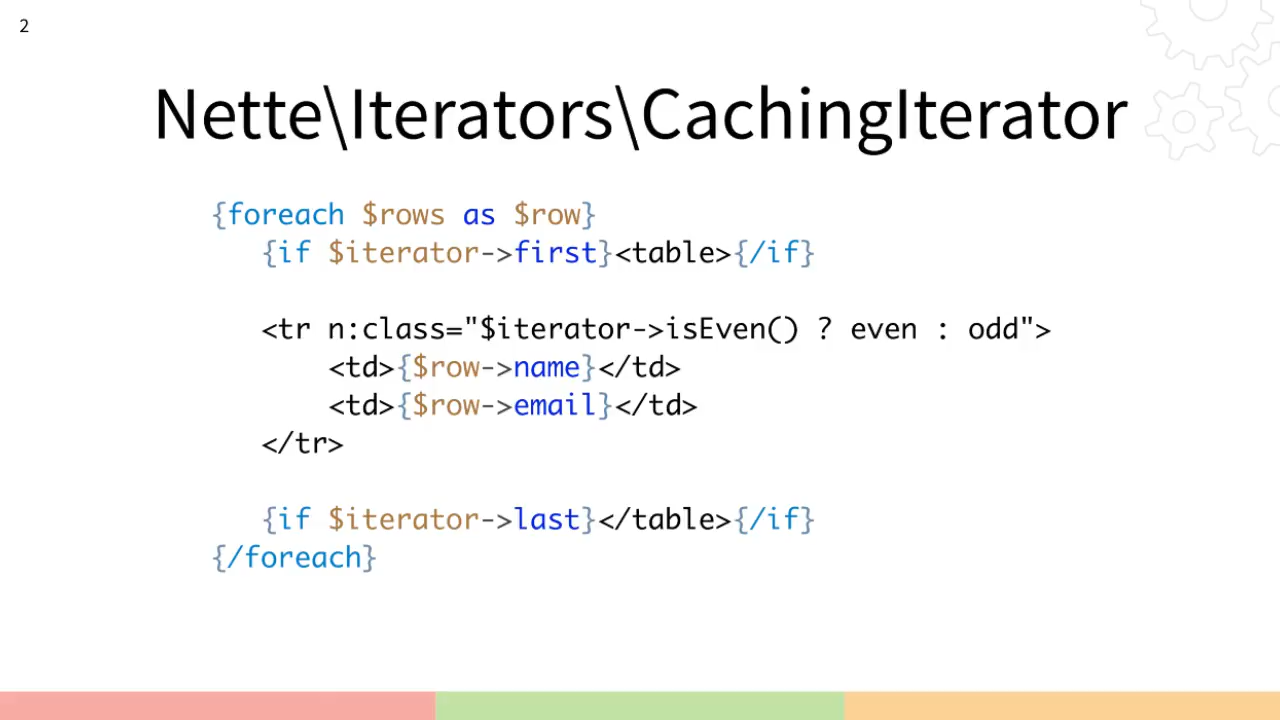 2
Nette\Iterators\CachingIterator
{foreach $rows as $row}
{if $iterator->first}<table>{/if}
<tr n:class="$iterator->isEven() ? even : odd">
<td>{$row->name}</td>
<td>{$row->email}</td>
</tr>
{if $iterator->last}</table>{/if}
{/foreach}